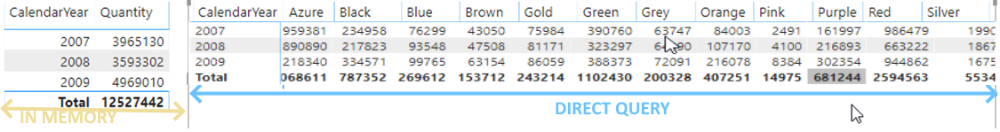 CalendarYear Quantity
2007 3965130
2008 3593302
2009 4969010
Total 12527442
IN MEMORY
CalendarYear Azure Black Blue Brown Gold Green Grey Orange Pink Purple Red Silver
2007 959381 234958 76299 43050 75984 390760 63747 84003 2491 161997 986479 1990
2008 890890 217823 93548 47508 81171 323297 107170 4100 216893 663222 1867
2009 218340 334571 99765 63154 86059 388373 72091 216078 8384 302354 944862 1675
Total 068611 787352 269612 153712 243214 1102430 200328 407251 14975 681244 2594563 5534
DIRECT QUERY